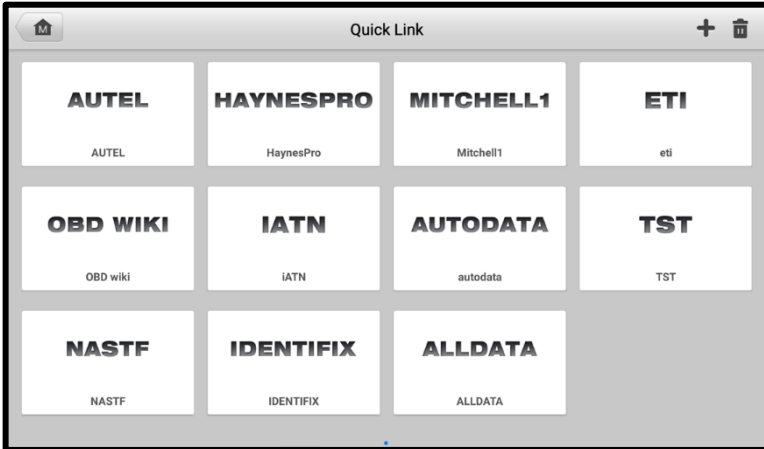 M
Quick Link
AUTEL
AUTEL
HAYNESPRO
HaynesPro
MITCHELL1
Mitchell1
ETI
eti
OBD WIKI
OBD wiki
IATN
iATN
AUTODATA
autodata
TST
TST
NASTF
NASTF
IDENTIFIX
IDENTIFIX
ALLDATA
ALLDATA